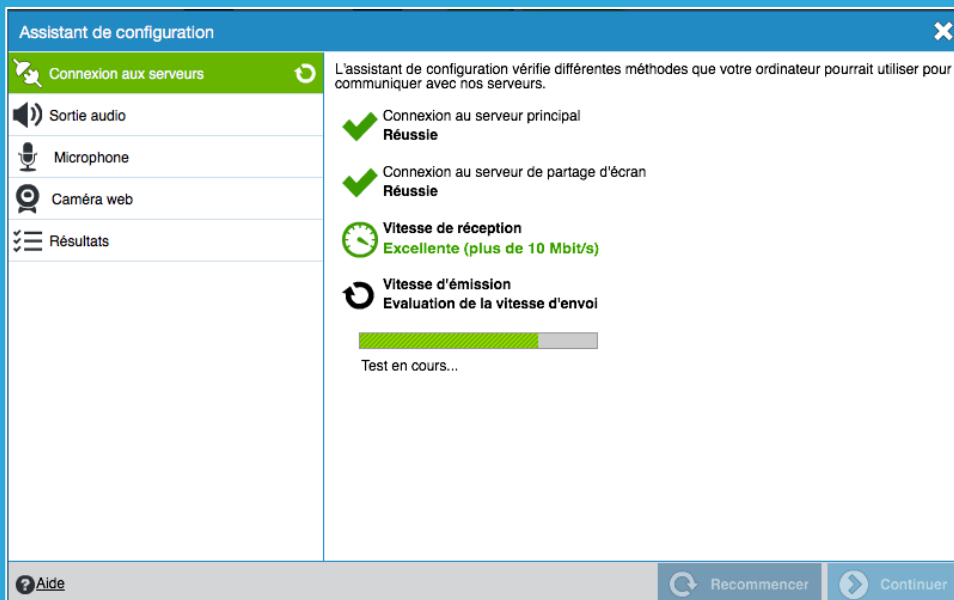 Assistant de configuration
Connexion aux serveurs
Sortie audio
Microphone
Caméra web
Résultats
L'assistant de configuration vérifie différentes méthodes que votre ordinateur pourrait utiliser pour
communiquer avec nos serveurs.
Connexion au serveur principal
Réussie
Connexion au serveur de partage d'écran
Réussie
Vitesse de réception
Excellente (plus de 10 Mbit/s)
Vitesse d'émission
Evaluation de la vitesse d'envoi
Test en cours...
Aide
Recommencer
Continuer